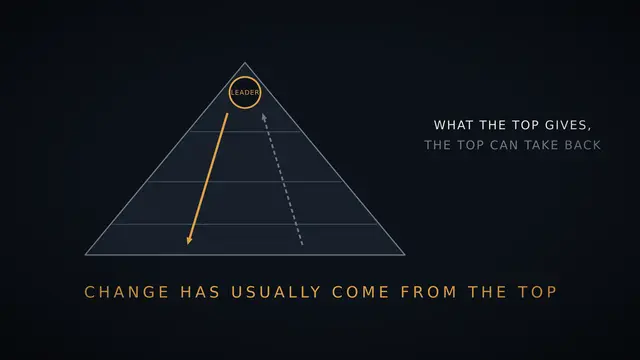 LEADER
WHAT THE TOP GIVES,
THE TOP CAN TAKE BACK
CHANGE HAS USUALLY COME FROM THE TOP